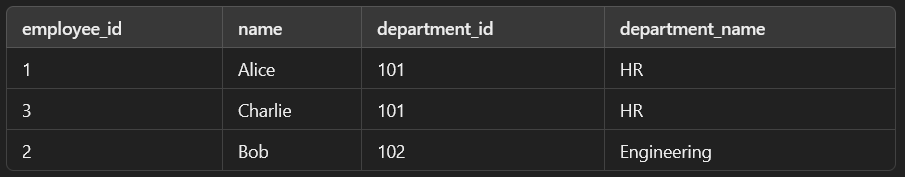 employee_id name department_id department_name
1 Alice 101 HR
3 Charlie 101 HR
2 Bob 102 Engineering